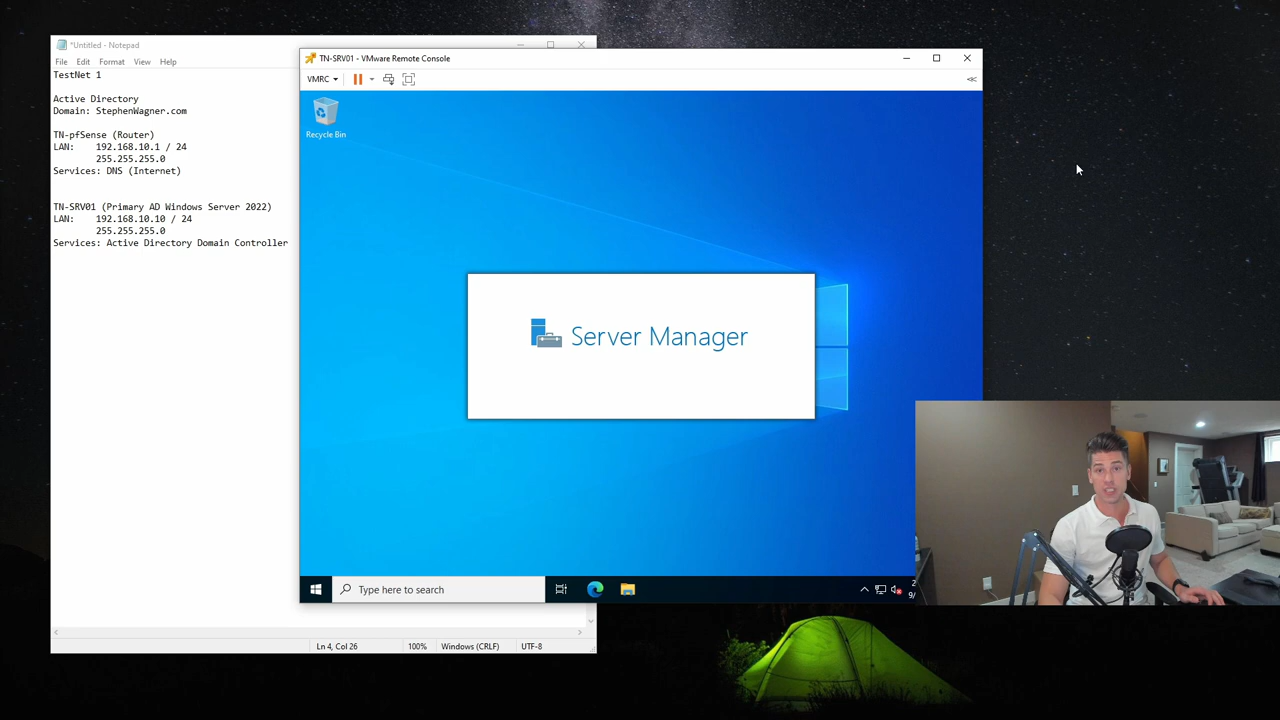 *Untitled - Notepad
File Edit Format View Help
TestNet 1
Active Directory
Domain: StephenWagner.com
TN-pfSense (Router)
LAN: 192.168.10.1 / 24
255.255.255.0
Services: DNS (Internet)
TN-SRV01 (Primary AD Windows Server 2022)
LAN: 192.168.10.10 / 24
255.255.255.0
Services: Active Directory Domain Controller
Ln 4, Col 26 100% Windows (CRLF) UTF-8
TN-SRV01 - VMware Remote Console
VMRC
Recycle Bin
Server Manager
Type here to search